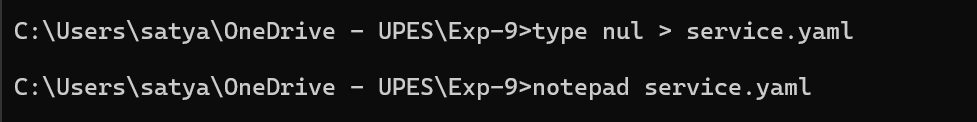 C:\Users\satya\OneDrive - UPES\Exp-9>type nul > service.yaml
C:\Users\satya\OneDrive - UPES\Exp-9>notepad service.yaml